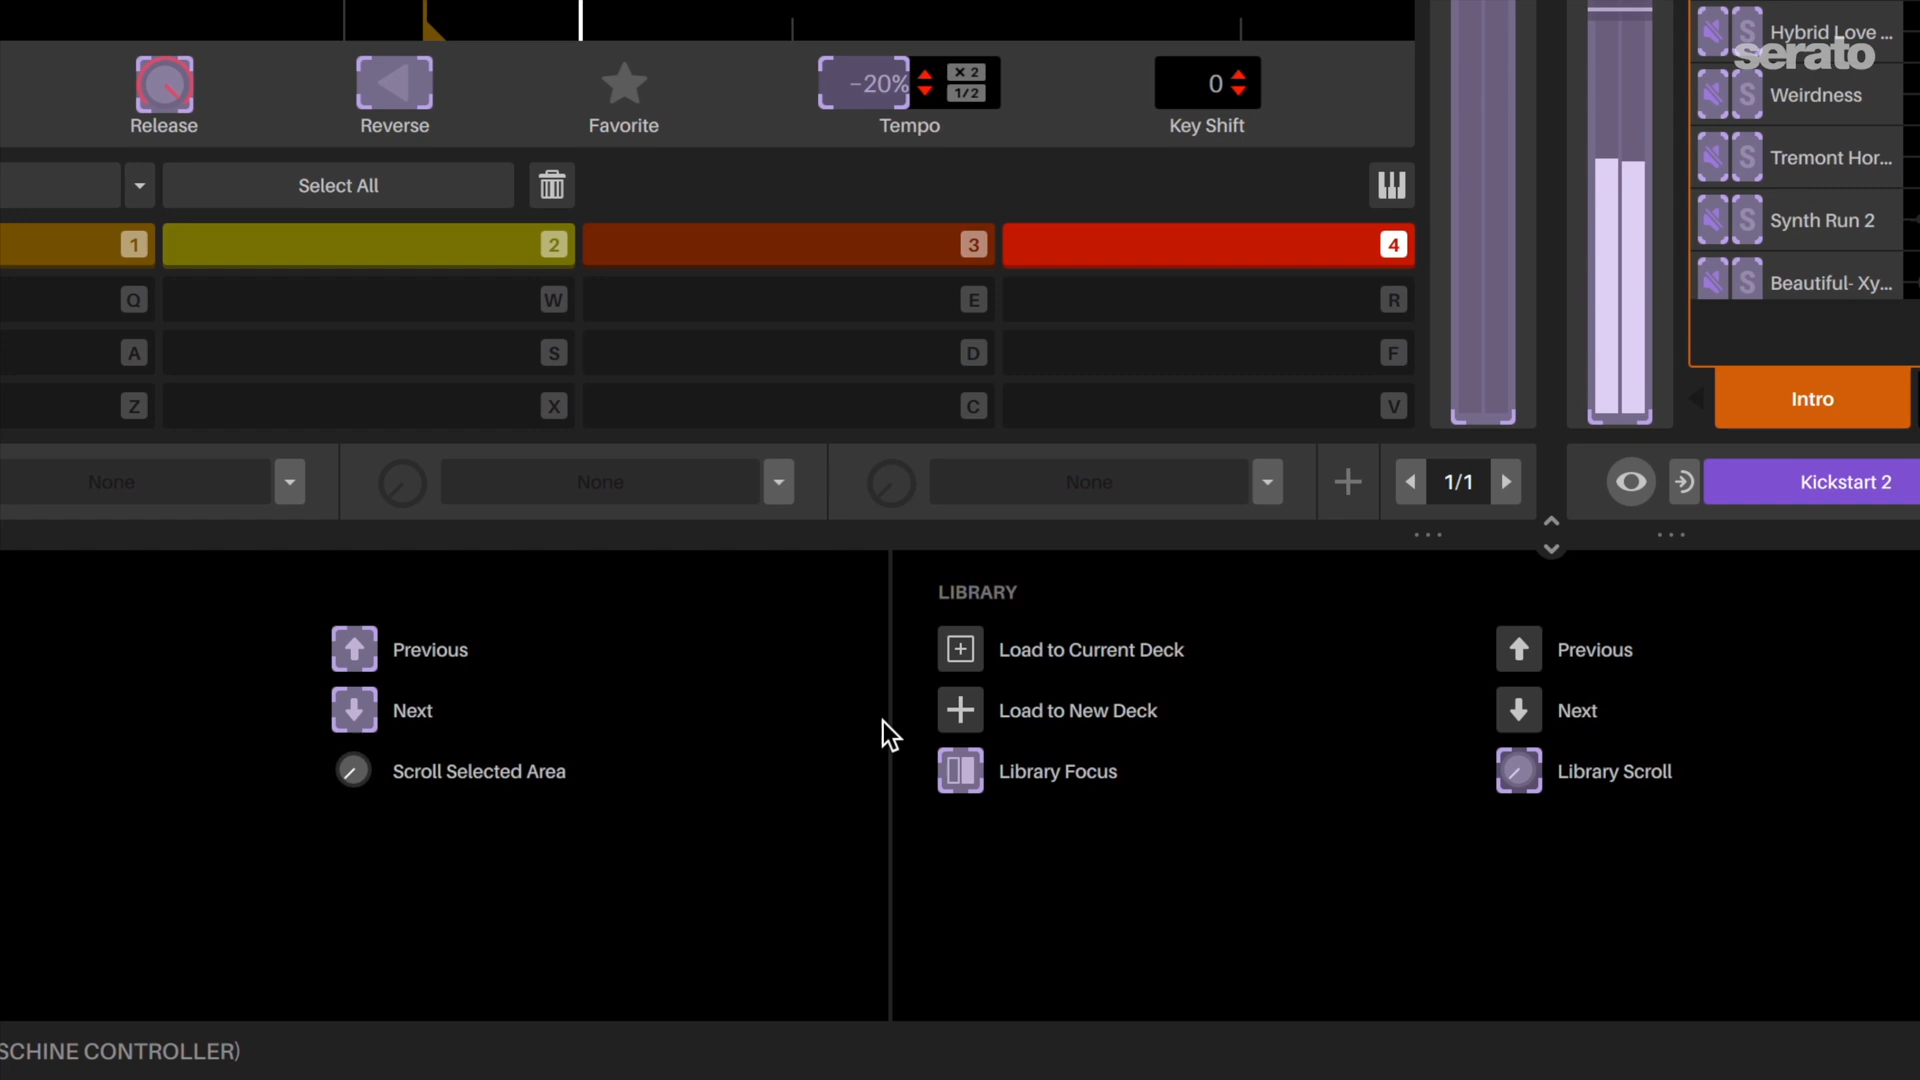 Hybrid Love ...
serato
Release
Reverse
Favorite
-20%
× 2
1/2
Tempo
0
Key Shift
S
S Weirdness
S Tremont Hor...
S Synth Run 2
S Beautiful- Xy...
Select All
1
2
3
4
Q
W
E
R
A
S
D
F
Z
X
C
V
Intro
None
None
None
1/1
Kickstart 2
Previous
Next
Scroll Selected Area
LIBRARY
Load to Current Deck
Load to New Deck
Library Focus
Previous
Next
Library Scroll
SCHINE CONTROLLER)